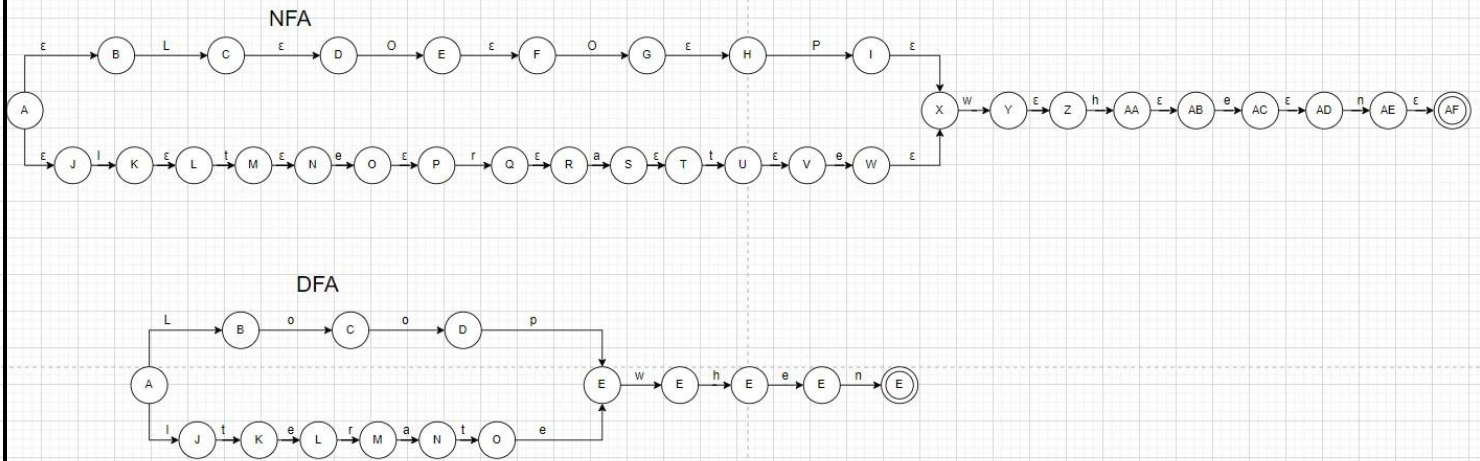 NFA
ε B L C ε D O E ε F O G ε H P I ε
A X w Y ε Z h AA ε AB e AC ε AD n AE ε AF
ε J I K ε L t M ε N e O ε P r Q ε R a S ε T t U ε V e W ε
DFA
L B o C o D p
A E w E h E e E n E
I J t K e L r M a N t O e